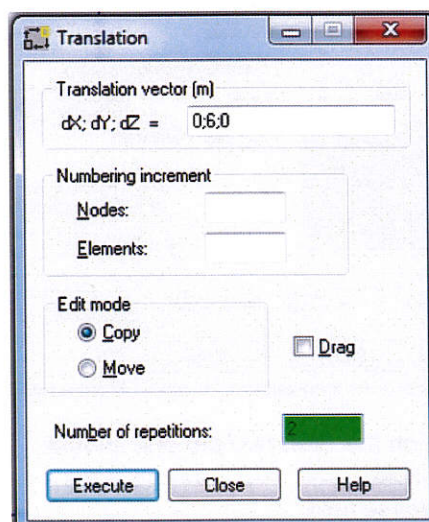 Translation
Translation vector (m)
dX; dY; dZ = 0;6;0
Numbering increment
Nodes:
Elements:
Edit mode
Copy
Move
Drag
Number of repetitions: 2
Execute Close Help